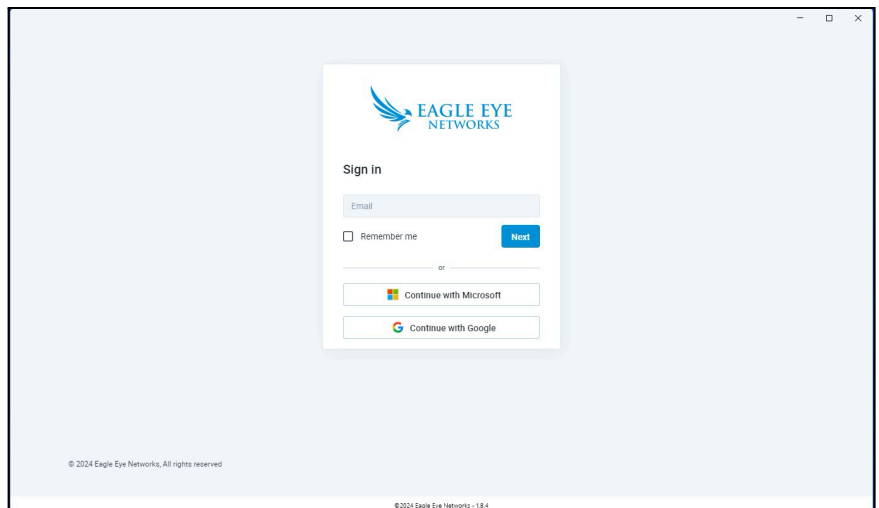 EAGLE EYE
NETWORKS
Sign in
Email
Remember me
Next
or
Continue with Microsoft
Continue with Google
© 2024 Eagle Eye Networks, All rights reserved
©2024 Eagle Eye Networks - 1.8.4